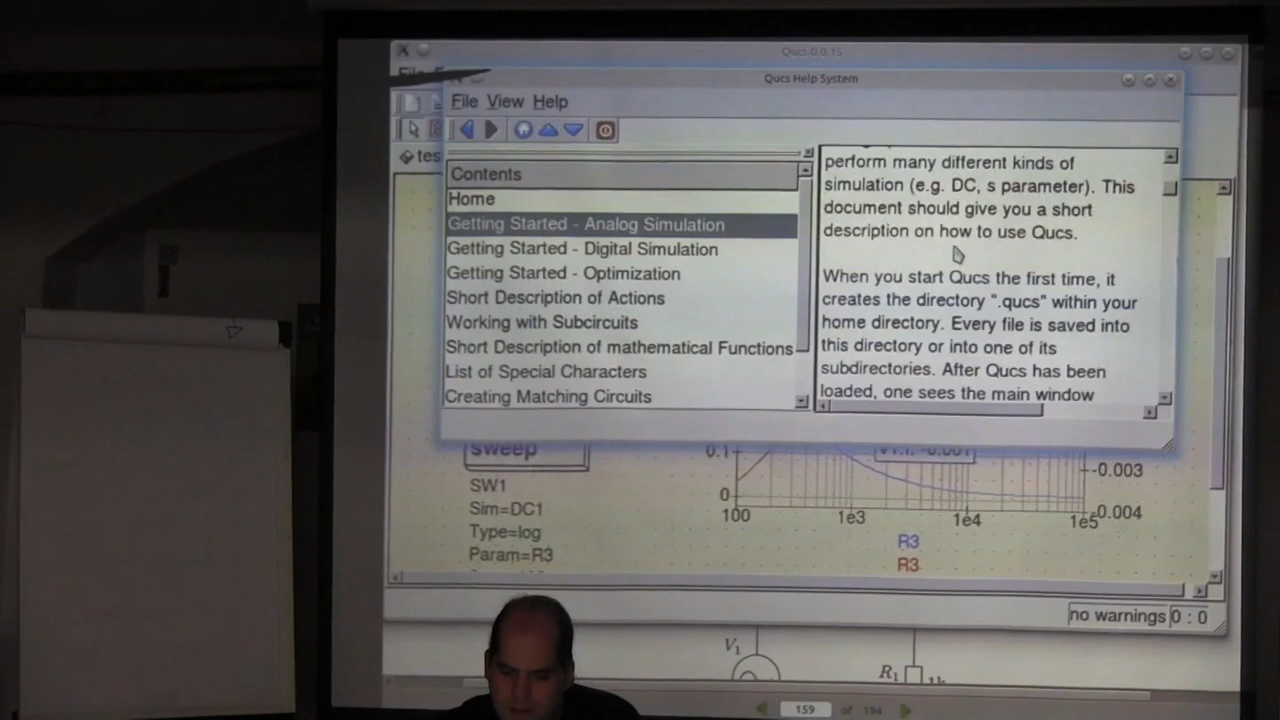 Qucs 0.0.15
Qucs Help System
File View Help
tes
Contents
Home
Getting Started - Analog Simulation
Getting Started - Digital Simulation
Getting Started - Optimization
Short Description of Actions
Working with Subcircuits
Short Description of mathematical Functions
List of Special Characters
Creating Matching Circuits
perform many different kinds of
simulation (e.g. DC, s parameter). This
document should give you a short
description on how to use Qucs.
When you start Qucs the first time, it
creates the directory ".qucs" within your
home directory. Every file is saved into
this directory or into one of its
subdirectories. After Qucs has been
loaded, one sees the main window
sweep
SW1
Sim=DC1
Type=log
Param=R3
0.1
0
100
1e3
1e4
1e5
-0.003
-0.004
R3
R3
no warnings 0 : 0
V1
R1
1k
159 of 194